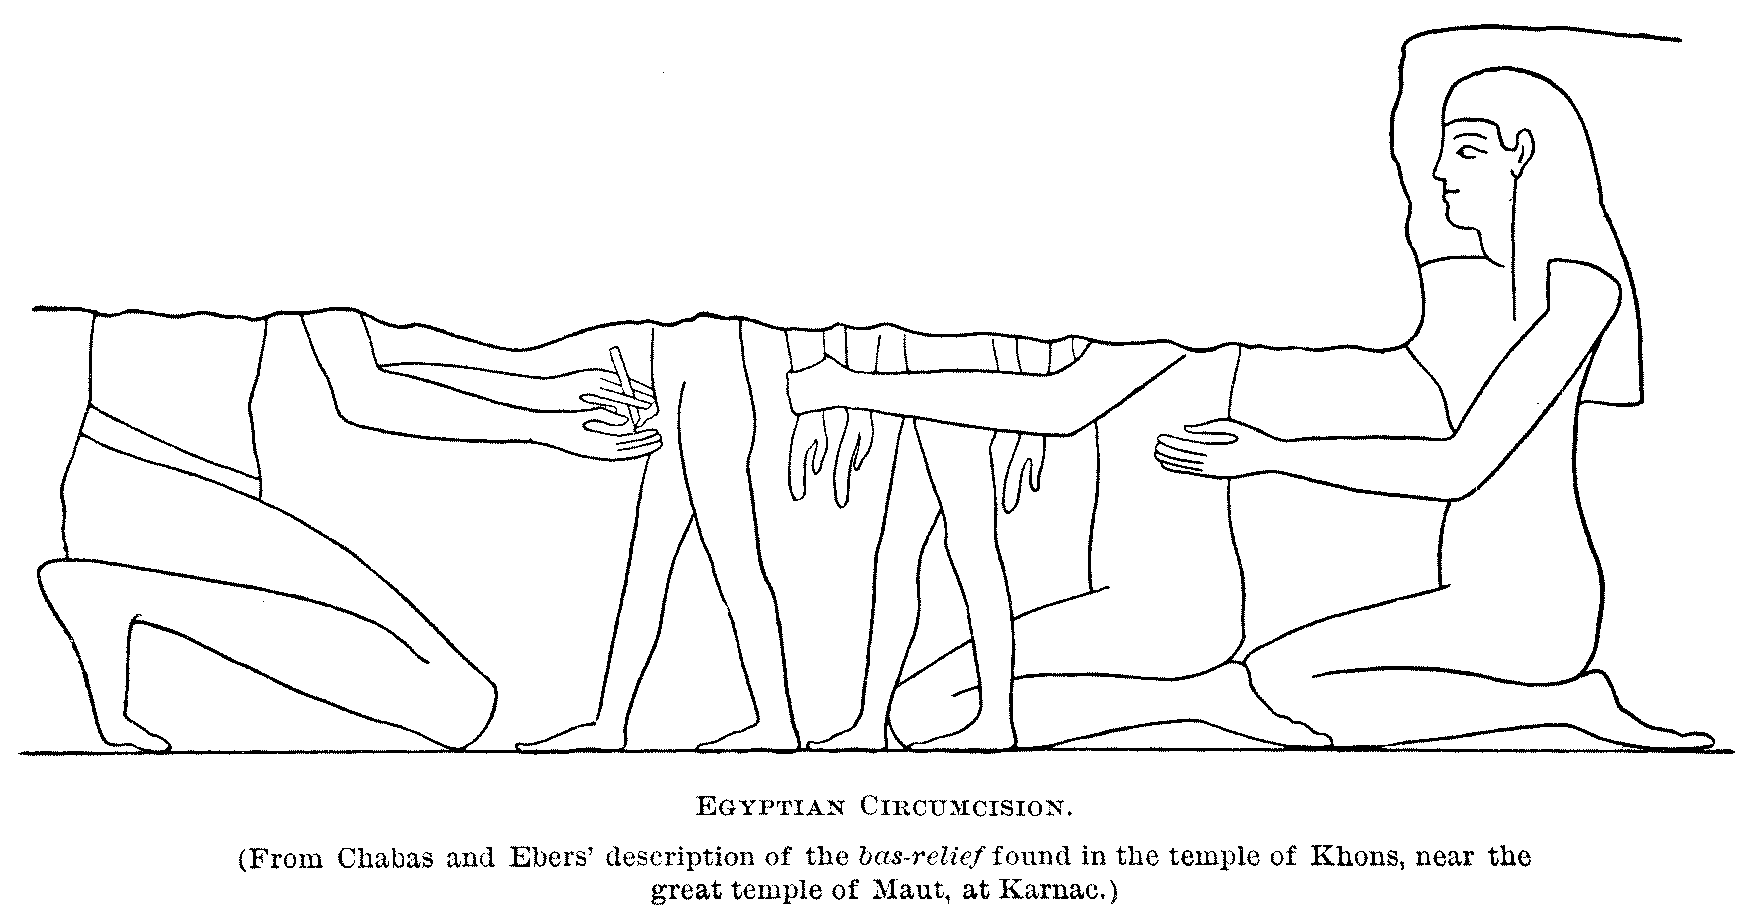 EGYPTIAN CIRCUMCISION.
(From Chabas and Ebers' description of the bas-relief found in the temple of Khons, near the
great temple of Maut, at Karnac.)